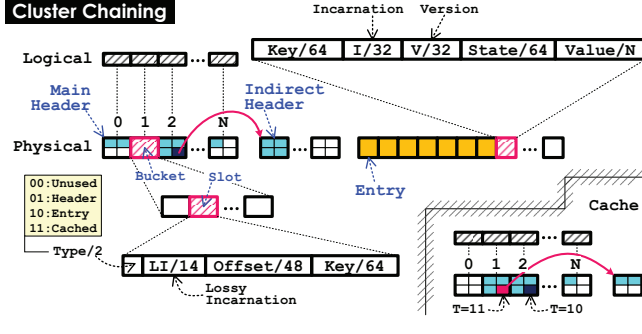 Cluster Chaining
Incarnation Version
Key/64 I/32 V/32 State/64 Value/N
Logical
Main Header
Indirect Header
0 1 2 N
Physical
Bucket Slot
Entry
00:Unused
01:Header
10:Entry
11:Cached
Type/2
LI/14 Offset/48 Key/64
Lossy Incarnation
Cache
0 1 2 N
T=11 T=10